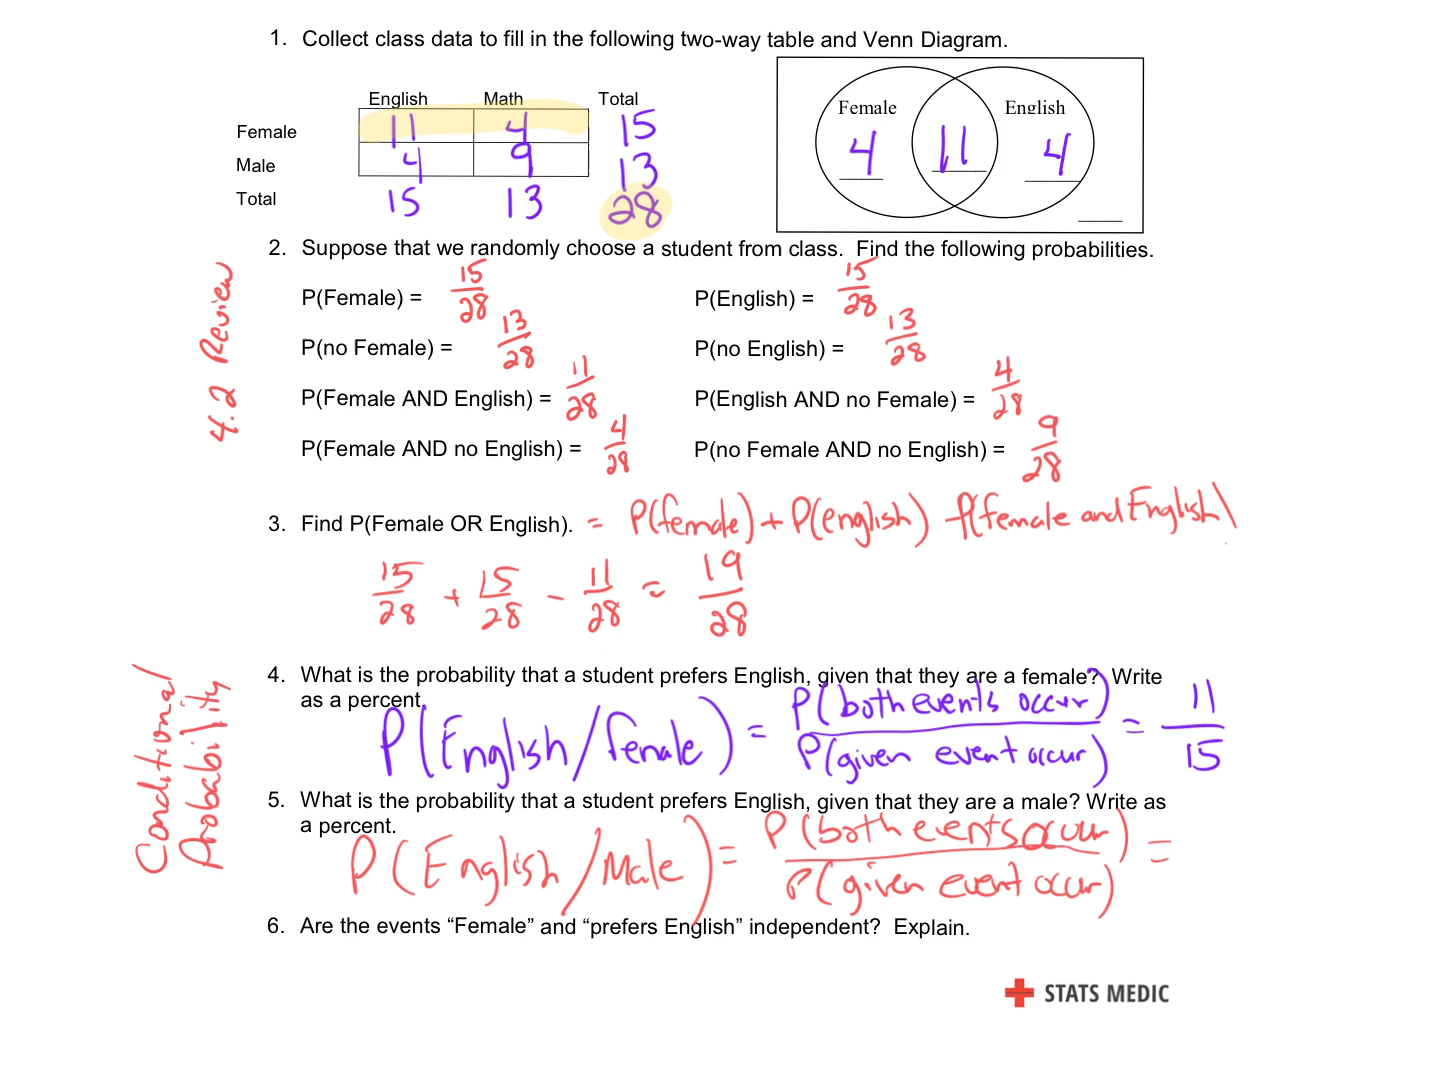 1. Collect class data to fill in the following two-way table and Venn Diagram.
English Math Total
Female 11 4 15
Male 4 9 13
Total 15 13 28
Female English
4 11 4
2. Suppose that we randomly choose a student from class. Find the following probabilities.
4.2 Review
P(Female) = 15/28 P(English) = 15/28
P(no Female) = 13/28 P(no English) = 13/28
P(Female AND English) = 11/28 P(English AND no Female) = 4/28
P(Female AND no English) = 4/28 P(no Female AND no English) = 9/28
3. Find P(Female OR English). = P(female) + P(english) - P(female and English)
15/28 + 15/28 - 11/28 = 19/28
Conditional
Probability
4. What is the probability that a student prefers English, given that they are a female? Write
as a percent.
P(English/female) = P(both events occur)/P(given event occur) = 11/15
5. What is the probability that a student prefers English, given that they are a male? Write as
a percent.
P(English/Male) = P(both events occur)/P(given event occur) =
6. Are the events “Female” and “prefers English” independent? Explain.
STATS MEDIC